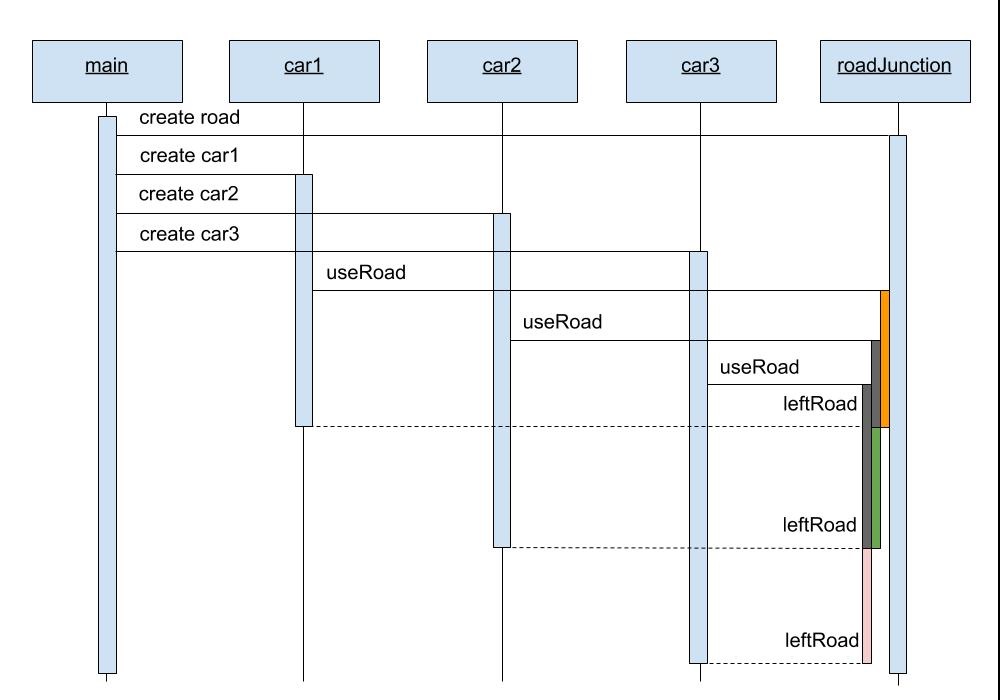 main
car1
car2
car3
roadJunction
create road
create car1
create car2
create car3
useRoad
useRoad
useRoad
leftRoad
leftRoad
leftRoad